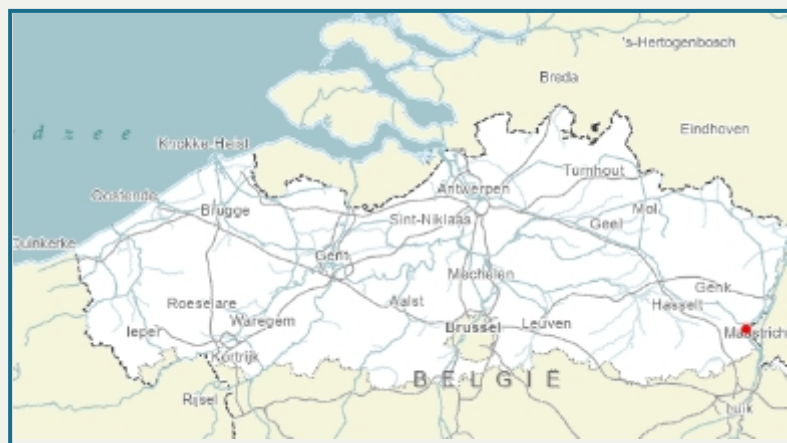 's-Hertogenbosch
Breda
d z e e
Eindhoven
Knokke-Heist
Turnhout
Oostende
Antwerpen
Mol
Brugge
Sint-Niklaas
Geel
Duinkerke
Gent
Mechelen
Genk
Roeselare
Aalst
Hasselt
Ieper
Waregem
Brussel
Leuven
Maastrich
Kortrijk
BELGIË
Rijsel
Luik